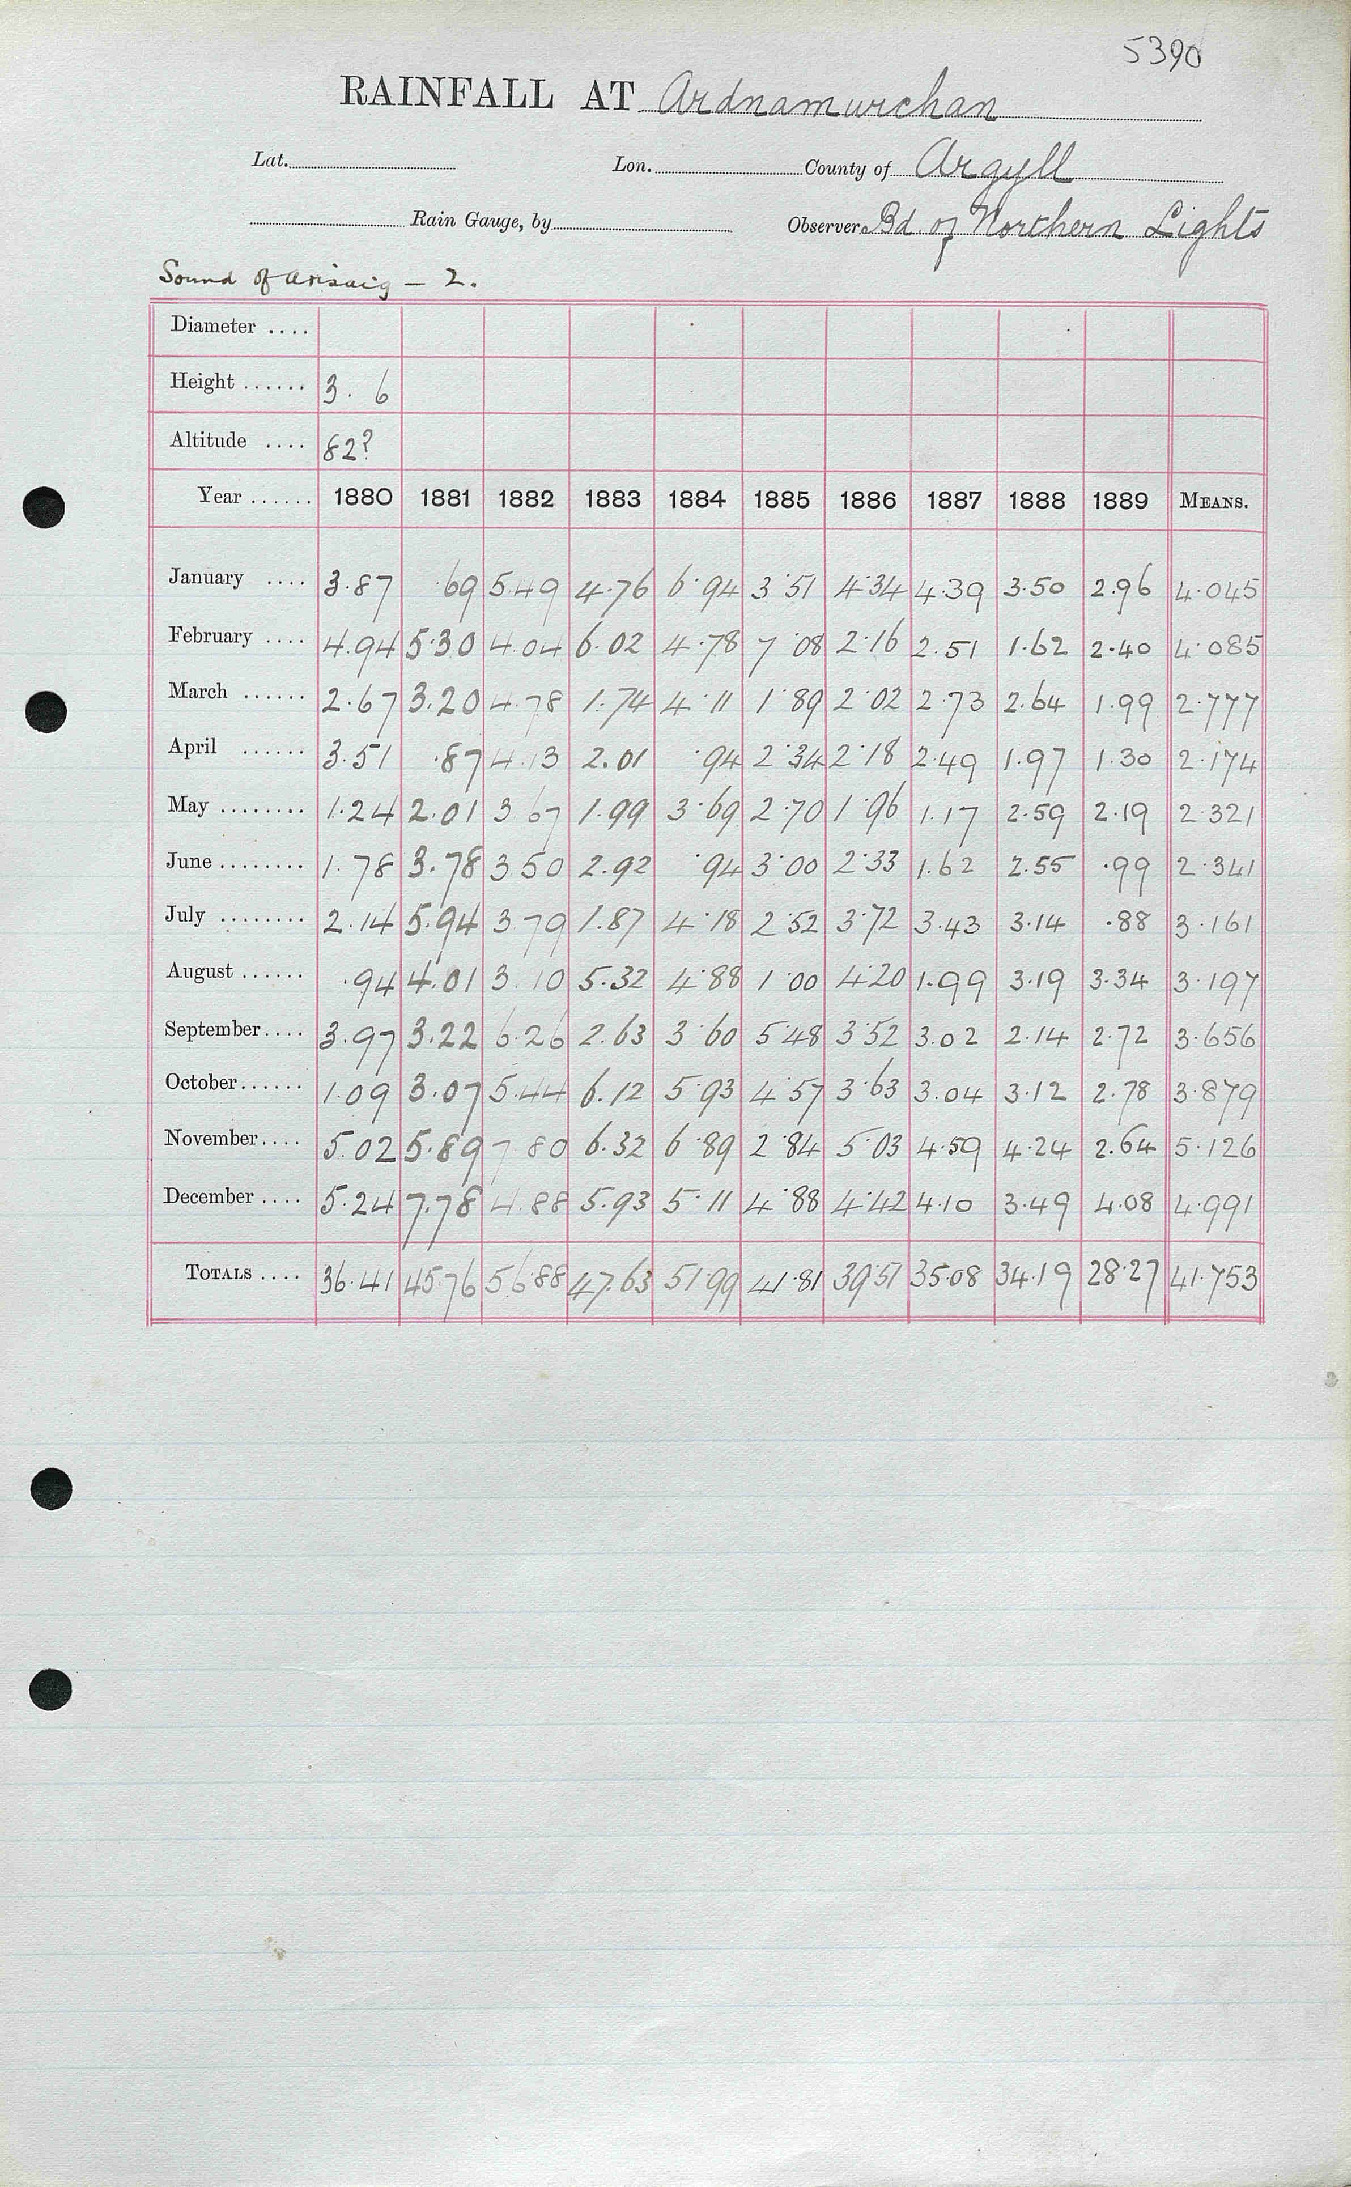 5390
RAINFALL AT Ardnamurchan
Lat. Lon. County of Argyll
Rain Gauge, by Observer Bd. of Northern Lights
Sound of Arisaig — 2.
Diameter ....
Height ...... 3. 6
Altitude .... 82?
Year ...... 1880 1881 1882 1883 1884 1885 1886 1887 1888 1889 MEANS.
January .... 3.87 .69 5.49 4.76 6.94 3.51 4.34 4.39 3.50 2.96 4.045
February .... 4.94 5.30 4.04 6.02 4.78 7.08 2.16 2.51 1.62 2.40 4.085
March ...... 2.67 3.20 4.78 1.74 4.11 1.89 2.02 2.73 2.64 1.99 2.777
April ...... 3.51 .87 4.13 2.01 .94 2.34 2.18 2.49 1.97 1.30 2.174
May ........ 1.24 2.01 3.67 1.99 3.69 2.70 1.96 1.17 2.59 2.19 2.321
June ........ 1.78 3.78 3.50 2.92 .94 3.00 2.33 1.62 2.55 .99 2.341
July ........ 2.14 5.94 3.79 1.87 4.18 2.52 3.72 3.43 3.14 .88 3.161
August ...... .94 4.01 3.10 5.32 4.88 1.00 4.20 1.99 3.19 3.34 3.197
September .... 3.97 3.22 6.26 2.63 3.60 5.48 3.52 3.02 2.14 2.72 3.656
October ...... 1.09 3.07 5.44 6.12 5.93 4.57 3.63 3.04 3.12 2.78 3.879
November .... 5.02 5.89 7.80 6.32 6.89 2.84 5.03 4.59 4.24 2.64 5.126
December .... 5.24 7.78 4.88 5.93 5.11 4.88 4.42 4.10 3.49 4.08 4.991
TOTALS .... 36.41 45.76 56.88 47.63 51.99 41.81 39.51 35.08 34.19 28.27 41.753